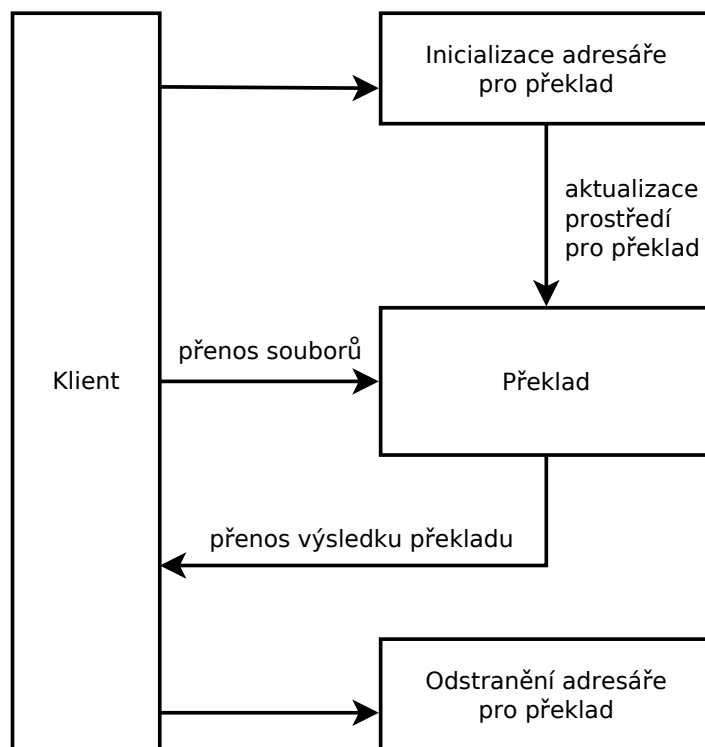 Inicializace adresáře
pro překlad
aktualizace
prostředí
pro překlad
přenos souborů
Klient
Překlad
přenos výsledku překladu
Odstranění adresáře
pro překlad